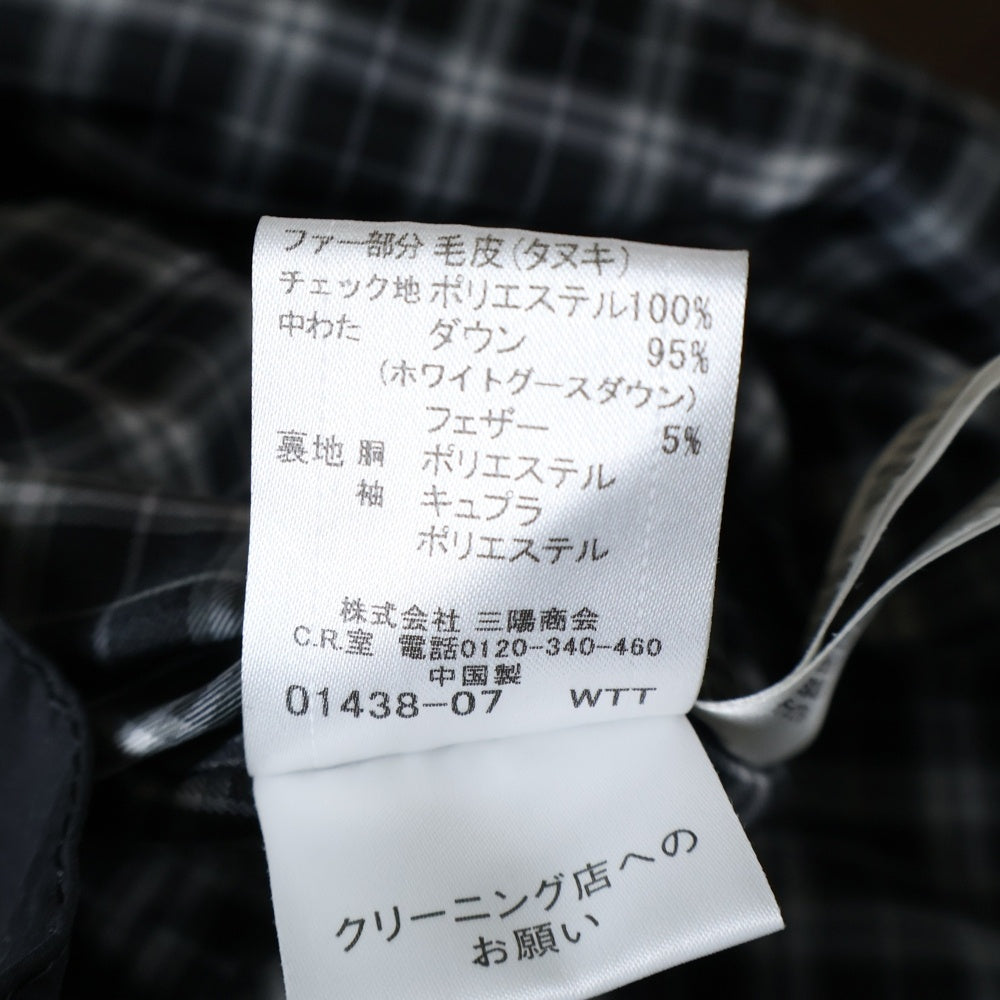 ファー部分 毛皮(タヌキ)
チェック地 ポリエステル100%
中わた ダウン 95%
(ホワイトグースダウン)
フェザー 5%
裏地 胴 ポリエステル
袖 キュプラ
ポリエステル
株式会社 三陽商会
C.R.室 電話0120-340-460
中国製
01438-07 WTT
クリーニング店への
お願い